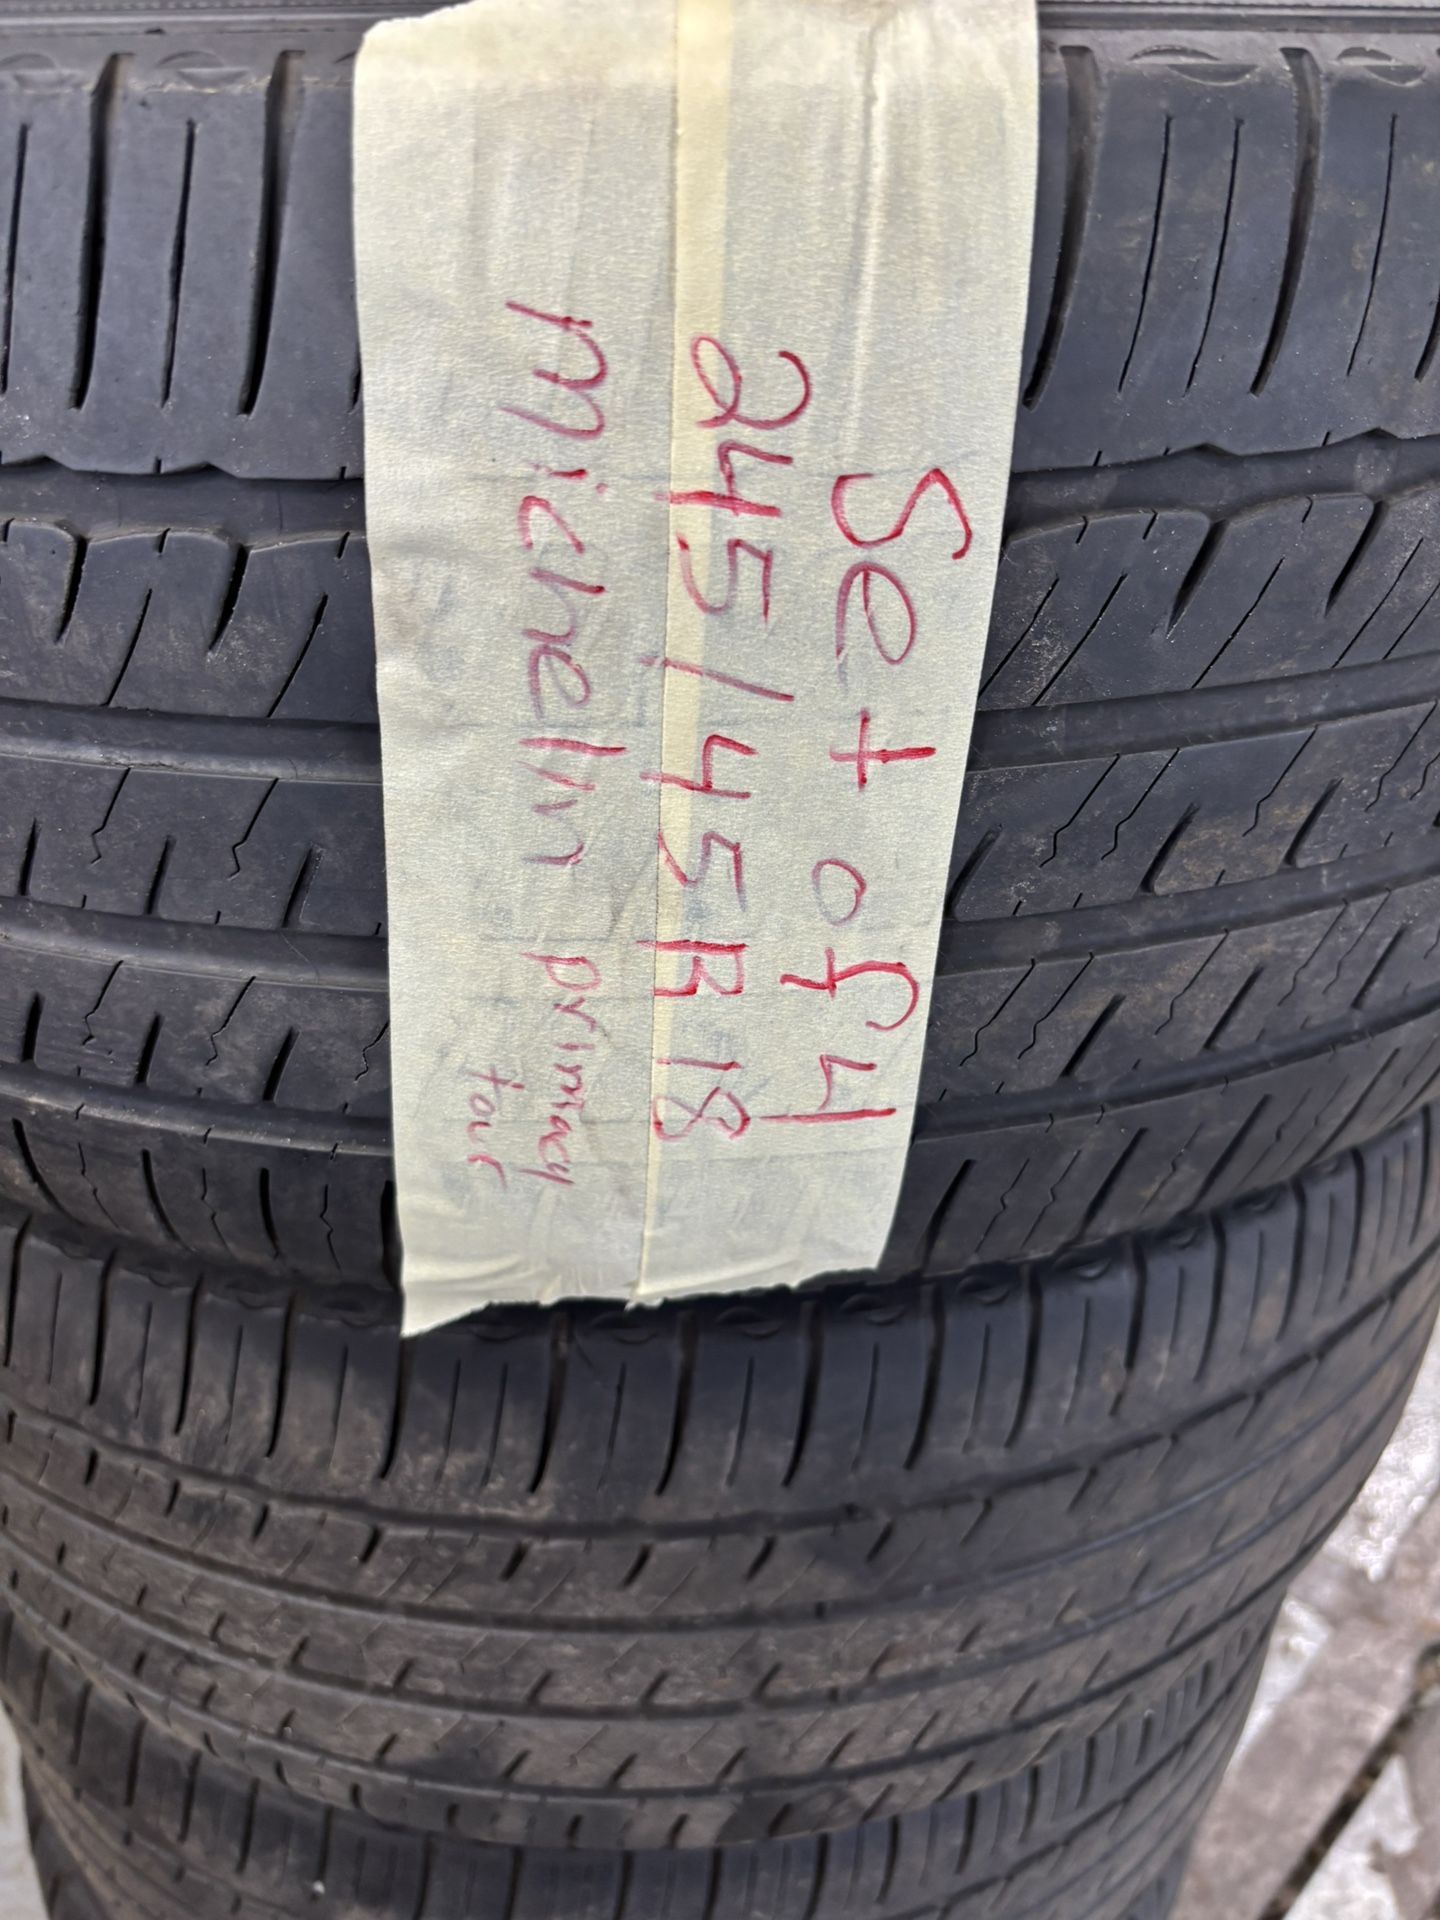 Set of 4
245/45R18
Michelin primacy
tour